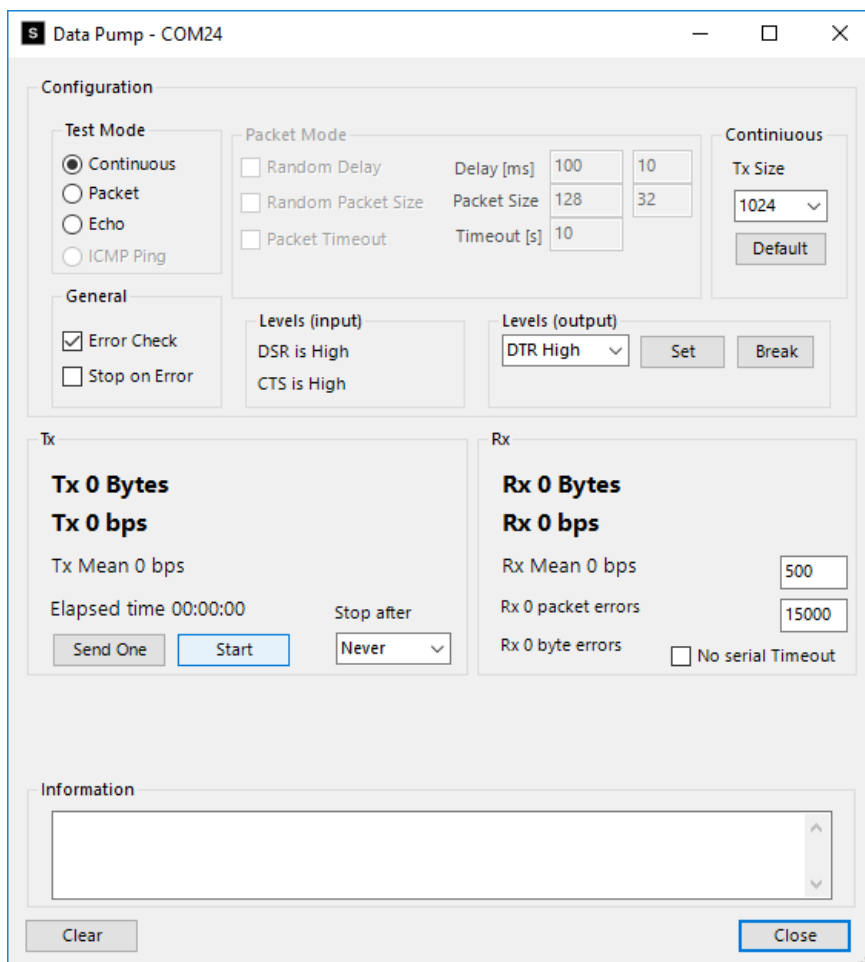 S Data Pump - COM24
Configuration
Test Mode
Continuous
Packet
Echo
ICMP Ping
Packet Mode
Random Delay
Random Packet Size
Packet Timeout
Delay [ms] 100 10
Packet Size 128 32
Timeout [s] 10
Continiuous
Tx Size
1024
Default
General
Error Check
Stop on Error
Levels (input)
DSR is High
CTS is High
Levels (output)
DTR High Set Break
Tx
Tx 0 Bytes
Tx 0 bps
Tx Mean 0 bps
Elapsed time 00:00:00
Stop after
Send One Start Never
Rx
Rx 0 Bytes
Rx 0 bps
Rx Mean 0 bps 500
Rx 0 packet errors 15000
Rx 0 byte errors No serial Timeout
Information
Clear Close